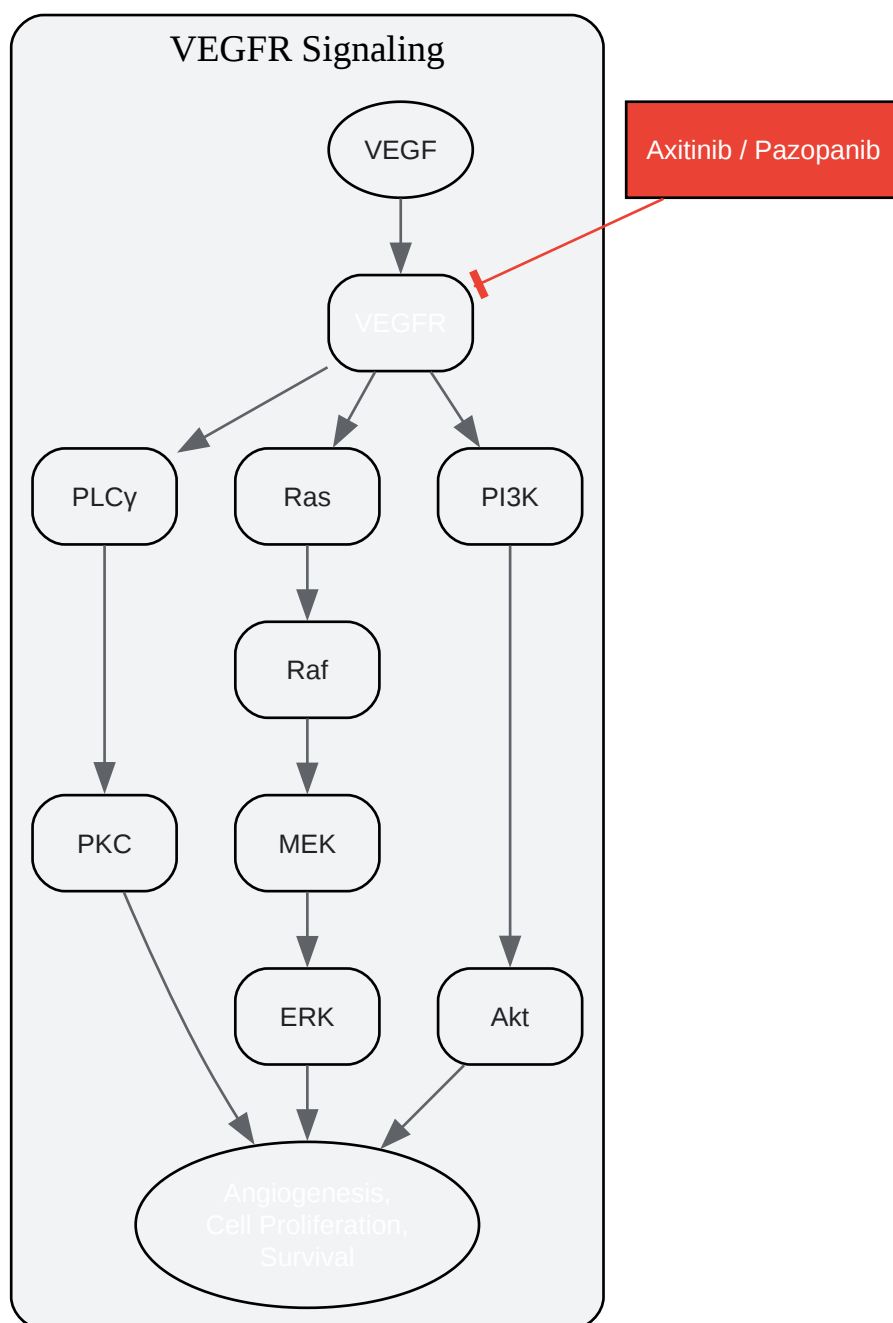 VEGFR Signaling
VEGF
Axitinib / Pazopanib
VEGFR
PLCγ
Ras
PI3K
Raf
PKC
MEK
ERK
Akt
Angiogenesis,
Cell Proliferation,
Survival